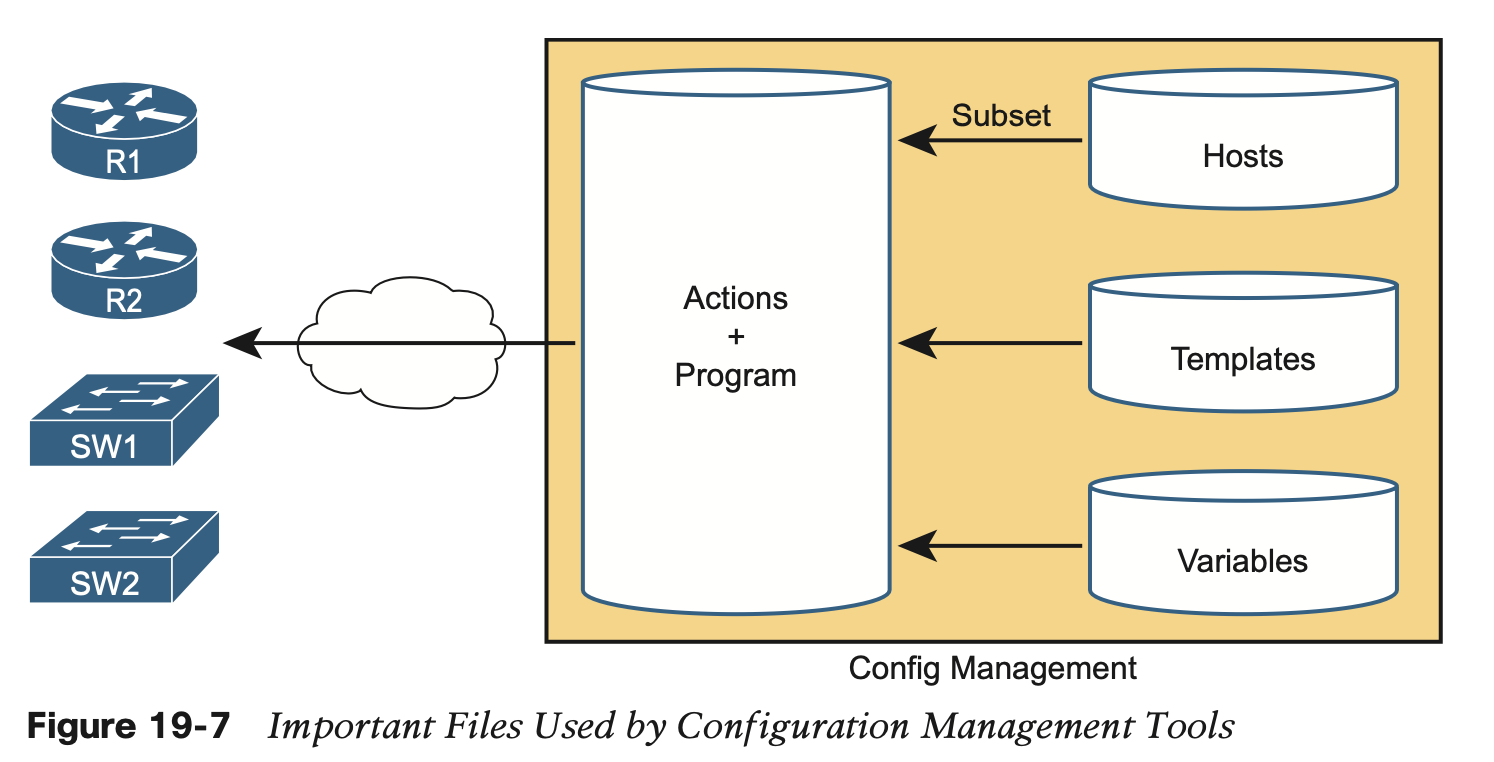 R1
R2
SW1
SW2
Actions
+
Program
Subset
Hosts
Templates
Variables
Config Management
Figure 19-7 Important Files Used by Configuration Management Tools